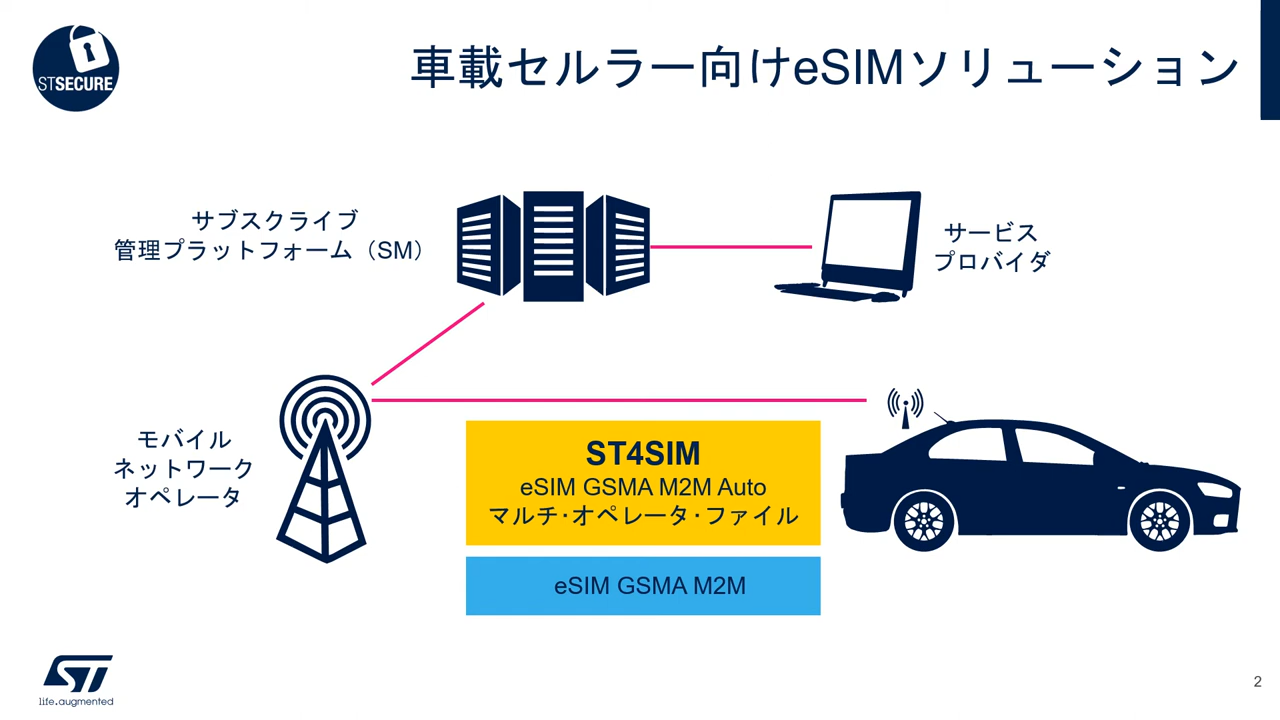 STSECURE
車載セルラー向けeSIMソリューション
サブスクライブ
管理プラットフォーム（SM）
サービス
プロバイダ
モバイル
ネットワーク
オペレータ
ST4SIM
eSIM GSMA M2M Auto
マルチ･オペレータ･ファイル
eSIM GSMA M2M
ST
life.augmented
2